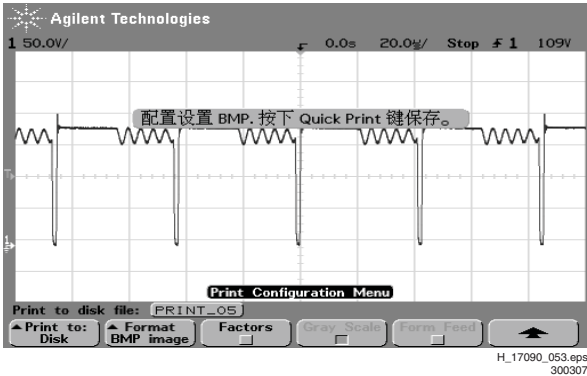 Agilent Technologies
1 50.0V/ 0.0s 20.0㎲/ Stop 1 109V
配置设置 BMP. 按下 Quick Print 键保存。
T
1
Print Configuration Menu
Print to disk file: PRINT_05
Print to: Disk
Format BMP image
Factors
Gray Scale
Form Feed
H_17090_053.eps
300307